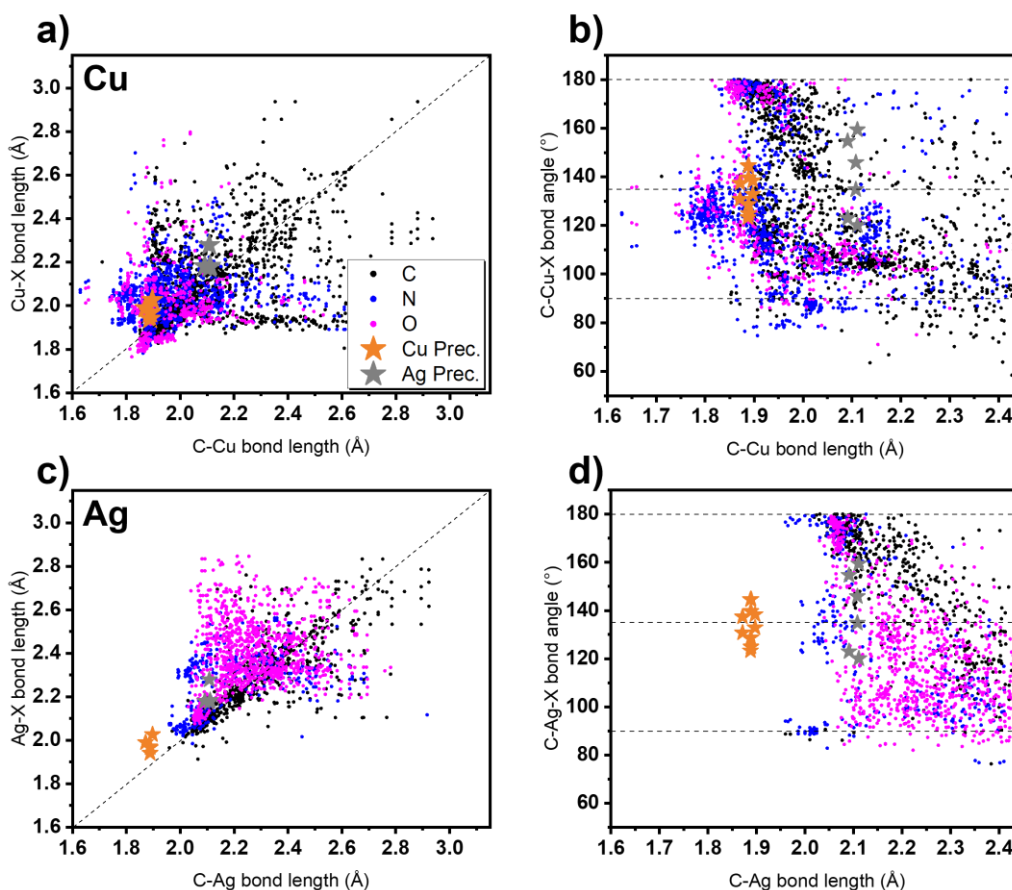 a)
Cu
Cu-X bond length (Å)
3.0
2.8
2.6
2.4
2.2
2.0
1.8
1.6
C
N
O
Cu Prec.
Ag Prec.
1.6 1.8 2.0 2.2 2.4 2.6 2.8 3.0
C-Cu bond length (Å)
b)
C-Cu-X bond angle (°)
180
160
140
120
100
80
60
1.6 1.7 1.8 1.9 2.0 2.1 2.2 2.3 2.4
C-Cu bond length (Å)
c)
Ag
Ag-X bond length (Å)
3.0
2.8
2.6
2.4
2.2
2.0
1.8
1.6
1.6 1.8 2.0 2.2 2.4 2.6 2.8 3.0
C-Ag bond length (Å)
d)
C-Ag-X bond angle (°)
180
160
140
120
100
80
60
1.6 1.7 1.8 1.9 2.0 2.1 2.2 2.3 2.4
C-Ag bond length (Å)